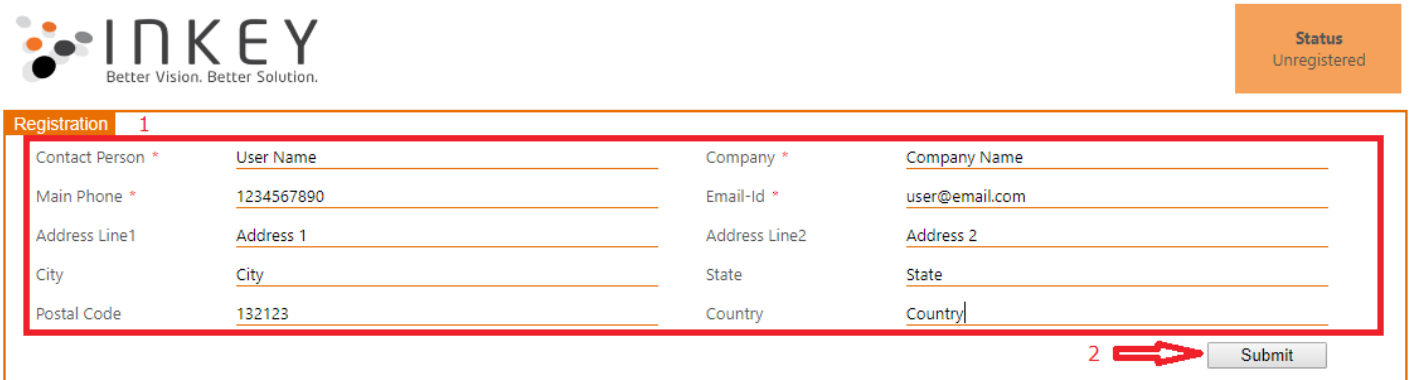 INKEY
Better Vision. Better Solution.
Status
Unregistered
Registration 1
Contact Person * User Name Company * Company Name
Main Phone * 1234567890 Email-Id * user@email.com
Address Line1 Address 1 Address Line2 Address 2
City City State State
Postal Code 132123 Country Country
2 Submit